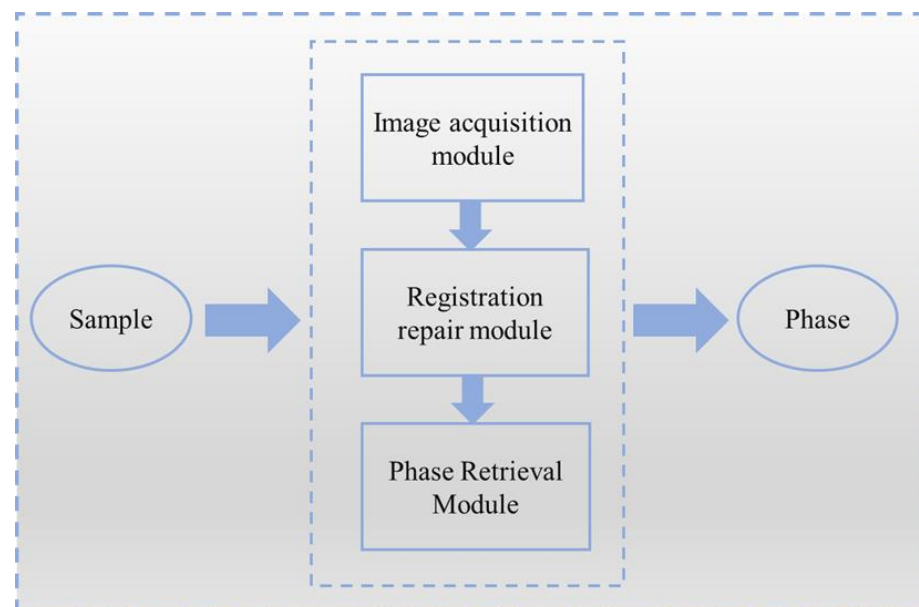 Sample
Image acquisition
module
Registration
repair module
Phase Retrieval
Module
Phase